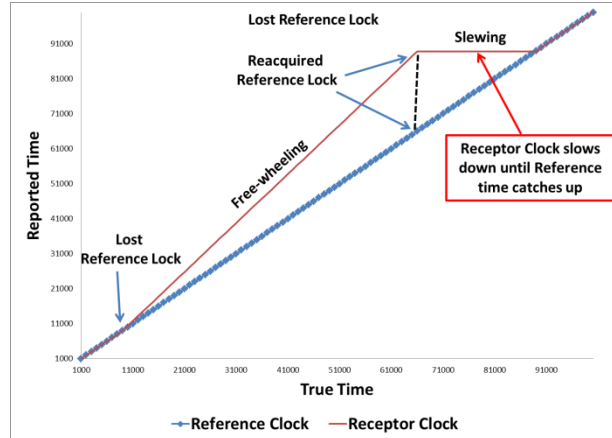 Lost Reference Lock
Slewing
Reacquired
Reference Lock
Receptor Clock slows
down until Reference
time catches up
Free-wheeling
Lost
Reference Lock
Reported Time
91000
81000
71000
61000
51000
41000
31000
21000
11000
1000
1000 11000 21000 31000 41000 51000 61000 71000 81000 91000
True Time
Reference Clock Receptor Clock